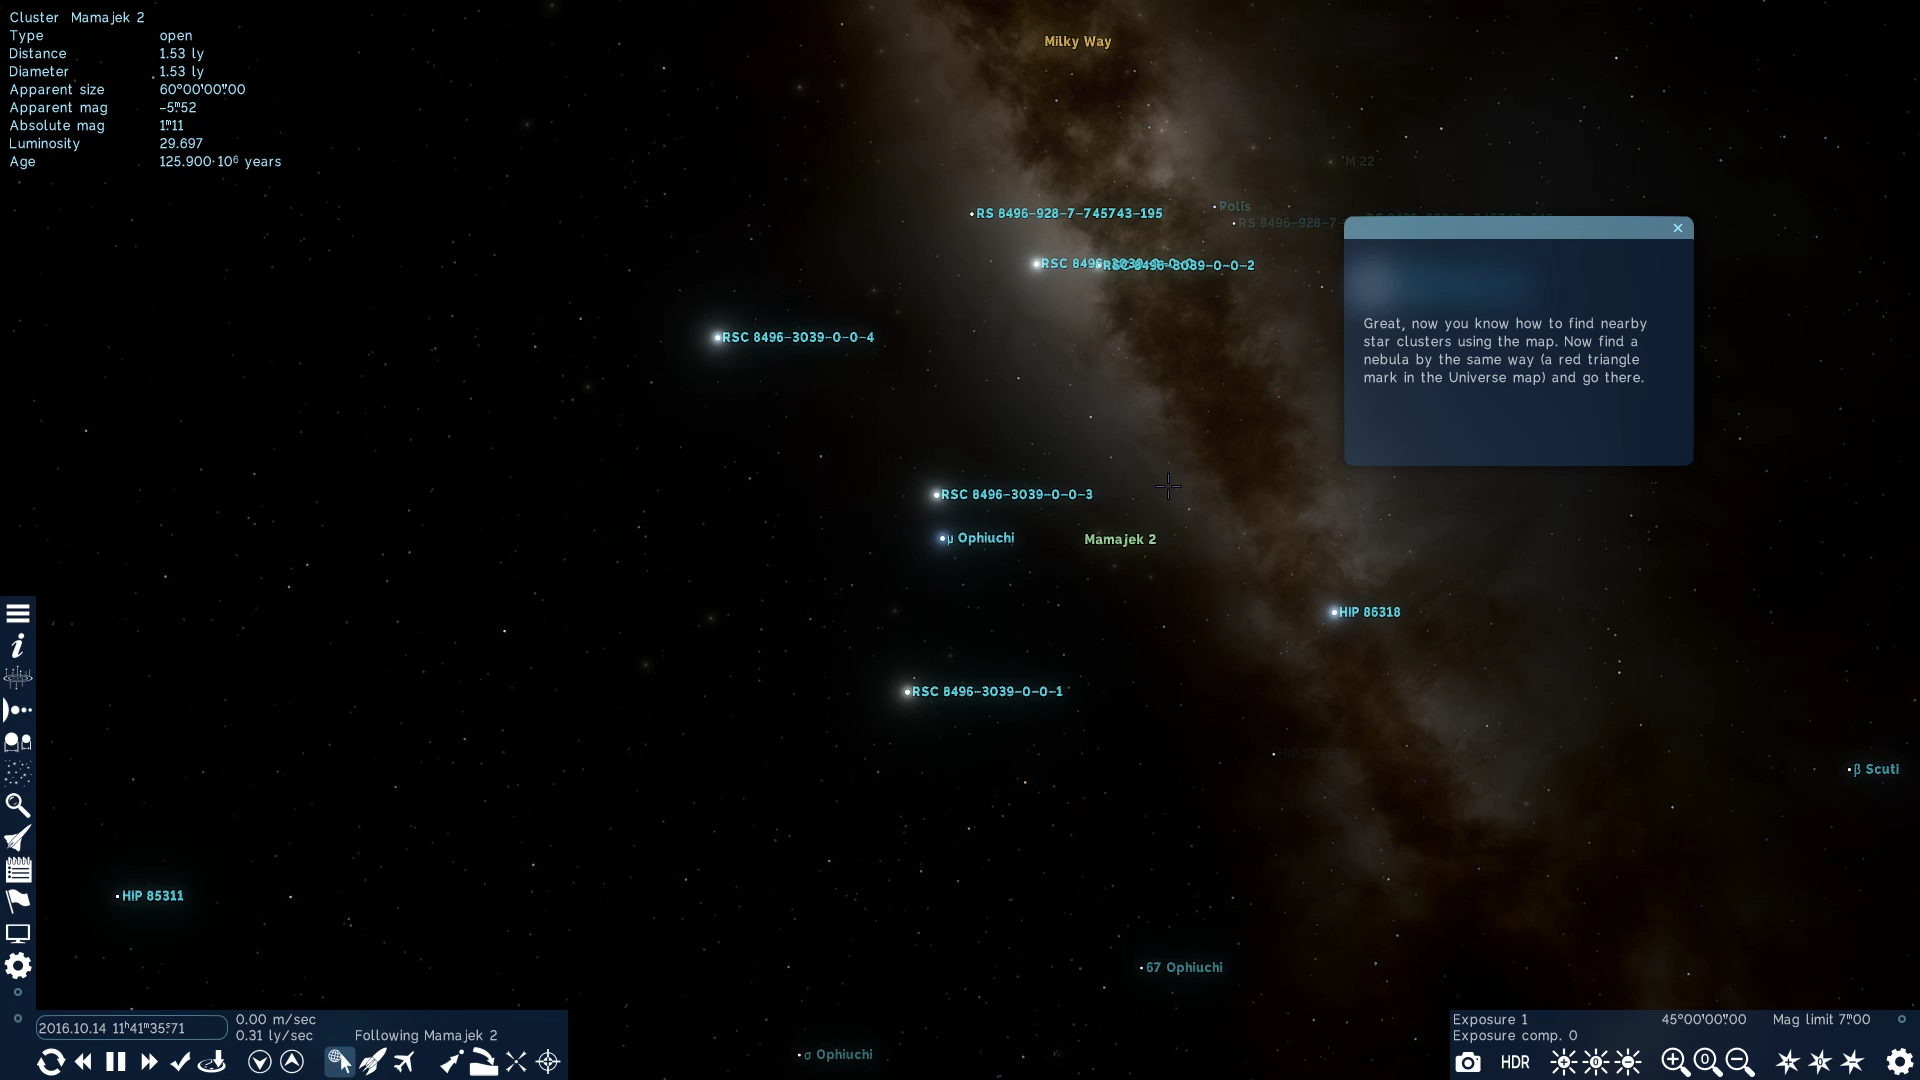 Cluster Mamajek 2
Type open
Distance 1.53 ly
Diameter 1.53 ly
Apparent size 60°00'00"00
Apparent mag -5ᵐ52
Absolute mag 1ᵐ11
Luminosity 29.697
Age 125.900·10⁶ years
Milky Way
M 22
RS 8496-928-7-745743-195
Polis
RS 8496-928-7-
RSC 8496-3039-0-0-2
RSC 8496-3039-0-0-4
Great, now you know how to find nearby
star clusters using the map. Now find a
nebula by the same way (a red triangle
mark in the Universe map) and go there.
RSC 8496-3039-0-0-3
μ Ophiuchi
Mamajek 2
HIP 86318
RSC 8496-3039-0-0-1
β Scuti
HIP 85311
67 Ophiuchi
σ Ophiuchi
2016.10.14 11ʰ41ᵐ35ˢ71
0.00 m/sec
0.31 ly/sec
Following Mamajek 2
Exposure 1
45°00'00"00
Mag limit 7ᵐ00
Exposure comp. 0
HDR